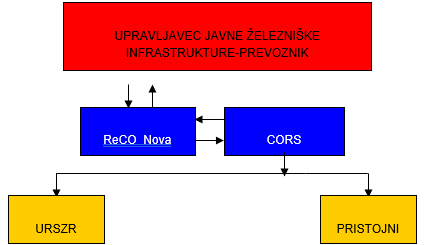 UPRAVLJAVEC JAVNE ŽELEZNIŠKE
INFRASTRUKTURE-PREVOZNIK
ReCO Nova
CORS
URSZR
PRISTOJNI